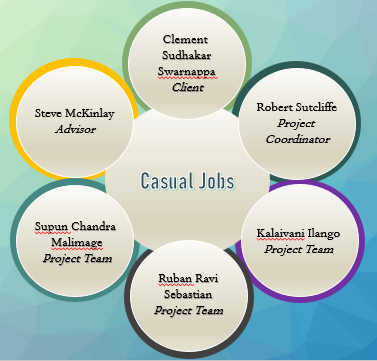 Clement
Sudhakar
Swarnappa
Client
Steve McKinlay
Advisor
Robert Sutcliffe
Project
Coordinator
Casual Jobs
Supun Chandra
Malimage
Project Team
Kalaivani Ilango
Project Team
Ruban Ravi
Sebastian
Project Team